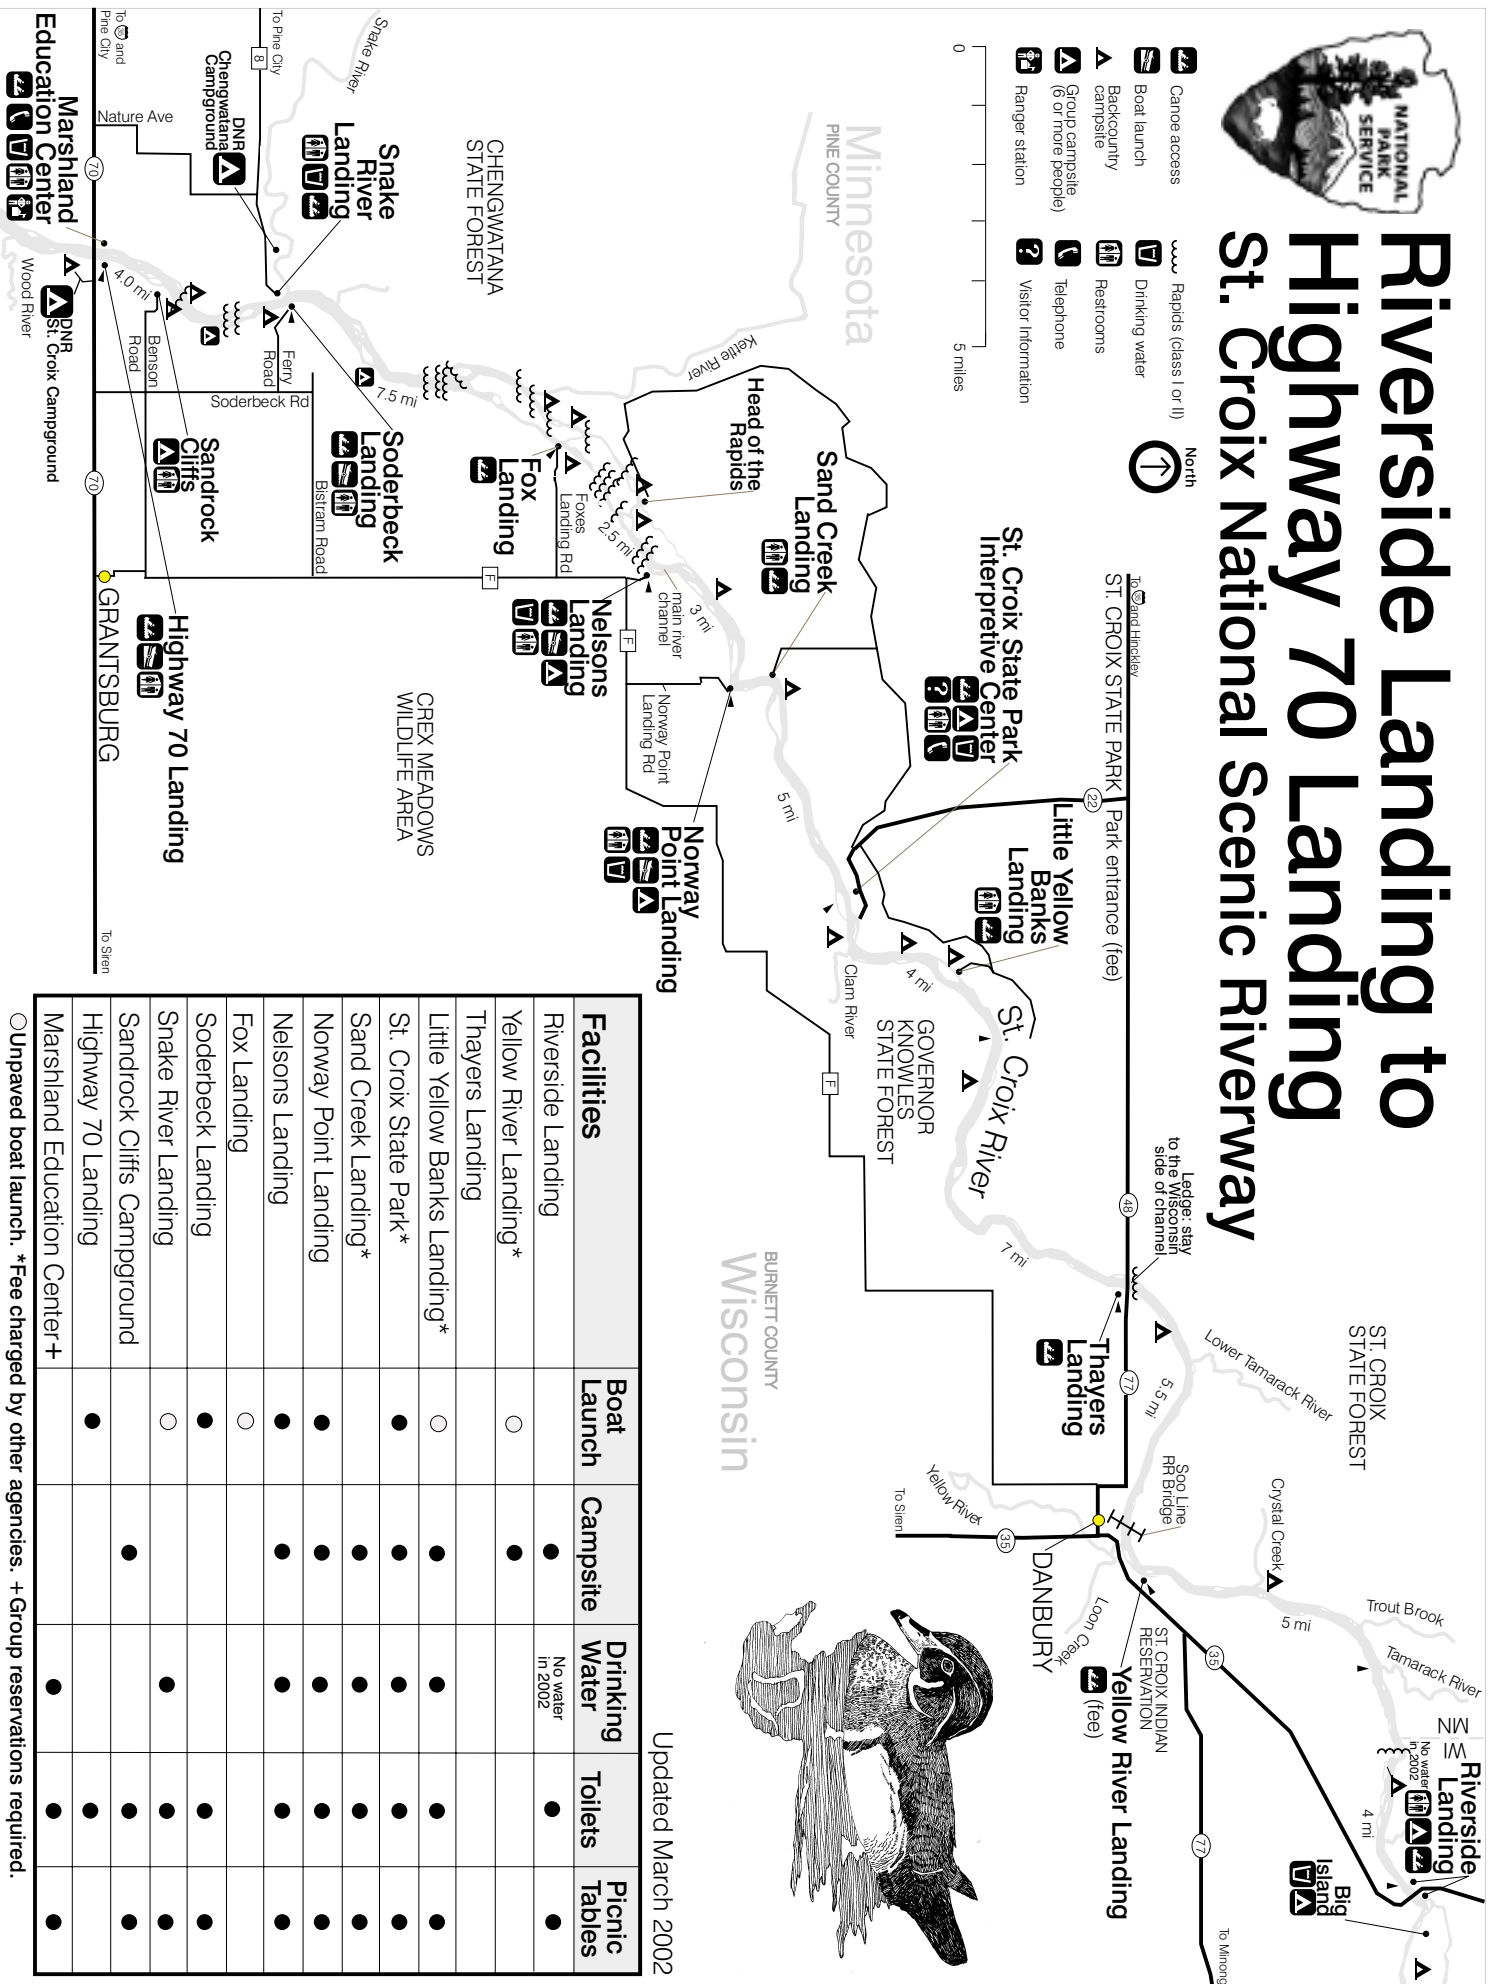 NATIONAL
PARK
SERVICE
Riverside Landing to
Highway 70 Landing
St. Croix National Scenic Riverway
Canoe access
Boat launch
Backcountry
campsite
Group campsite
(6 or more people)
Ranger station
Rapids (class I or II)
Drinking water
Restrooms
Telephone
? Visitor Information
0
5 miles
North
Minnesota
PINE COUNTY
To 35 and Hinckley
ST. CROIX STATE PARK
Park entrance (fee)
22
48
77
Ledge: stay
to the Wisconsin
side of channel
ST. CROIX
STATE FOREST
Lower Tamarack River
Crystal Creek
Trout Brook
Tamarack River
MN
WI
No water
in 2002
Riverside
Landing
4 mi
Big
Island
To Minong
5 mi
35
77
Soo Line
RR Bridge
5.5 mi
Thayers
Landing
ST. CROIX INDIAN
RESERVATION
Yellow River Landing
(fee)
DANBURY
Loon Creek
Yellow River
To Siren
35
7 mi
St. Croix River
Little Yellow
Banks
Landing
4 mi
GOVERNOR
KNOWLES
STATE FOREST
Clam River
F
St. Croix State Park
Interpretive Center
?
5 mi
Sand Creek
Landing
Head of the
Rapids
Kettle River
CHENGWATANA
STATE FOREST
Snake River
Snake
River
Landing
To Pine City
8
DNR
Chengwatana
Campground
Nature Ave
To 35 and
Pine City
70
Marshland
Education Center
Wood River
4.0 mi
DNR
St. Croix Campground
Benson
Road
Ferry
Road
Soderbeck Rd
7.5 mi
Sandrock
Cliffs
Soderbeck
Landing
Bistram Road
Fox
Landing
Foxes
Landing Rd
2.5 mi
main river
channel
3 mi
F
F
Nelsons
Landing
Norway Point
Landing Rd
Norway
Point Landing
CREX MEADOWS
WILDLIFE AREA
70
GRANTSBURG
Highway 70 Landing
To Siren
BURNETT COUNTY
Wisconsin
Updated March 2002
Facilities Boat Launch Campsite Drinking Water Toilets Picnic Tables
Riverside Landing ● No water in 2002 ● ●
Yellow River Landing* ○ ●
Thayers Landing
Little Yellow Banks Landing* ○ ● ● ● ●
St. Croix State Park* ● ● ● ● ●
Sand Creek Landing* ● ● ● ●
Norway Point Landing ● ● ● ● ●
Nelsons Landing ● ● ● ● ●
Fox Landing ○
Soderbeck Landing ● ● ●
Snake River Landing ○ ● ● ●
Sandrock Cliffs Campground ● ● ●
Highway 70 Landing ● ●
Marshland Education Center+ ● ● ●
○Unpaved boat launch. *Fee charged by other agencies. +Group reservations required.